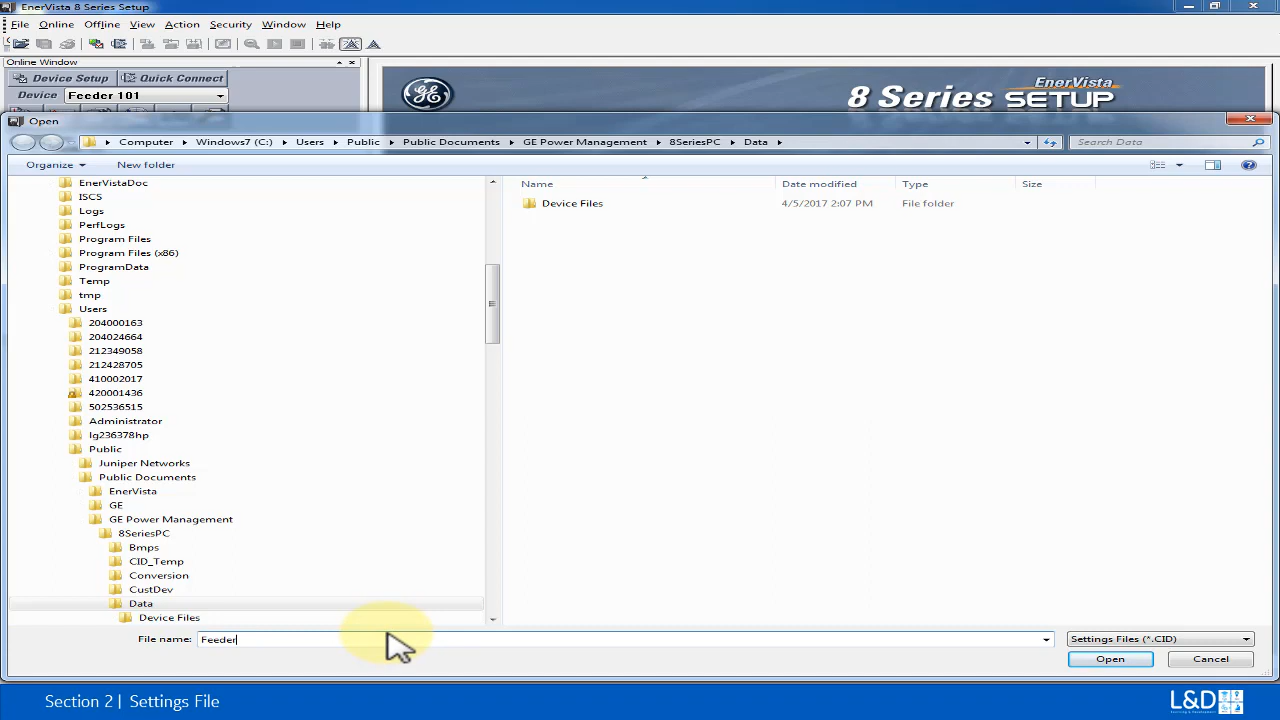 EnerVista 8 Series Setup
File Online Offline View Action Security Window Help
Online Window
Device Setup Quick Connect
Device Feeder 101
GE
EnerVista
8 Series SETUP
Open
Computer Windows7 (C:) Users Public Public Documents GE Power Management 8SeriesPC Data
Search Data
Organize New folder
Name Date modified Type Size
Device Files 4/5/2017 2:07 PM File folder
EnerVistaDoc
ISCS
Logs
PerfLogs
Program Files
Program Files (x86)
ProgramData
Temp
tmp
Users
204000163
204024664
212349058
212428705
410002017
420001436
502536515
Administrator
lg236378hp
Public
Juniper Networks
Public Documents
EnerVista
GE
GE Power Management
8SeriesPC
Bmps
CID_Temp
Conversion
CustDev
Data
Device Files
File name: Feeder
Settings Files (*.CID)
Open Cancel
Section 2 | Settings File
L&D